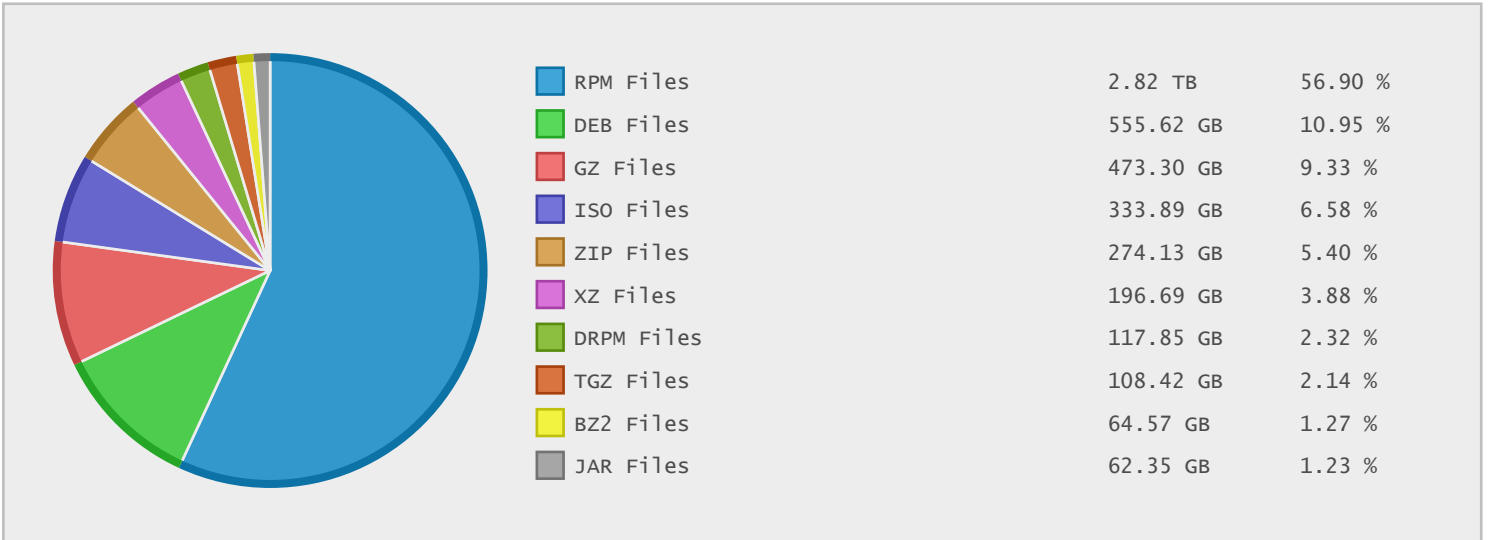 RPM Files 2.82 TB 56.90 %
DEB Files 555.62 GB 10.95 %
GZ Files 473.30 GB 9.33 %
ISO Files 333.89 GB 6.58 %
ZIP Files 274.13 GB 5.40 %
XZ Files 196.69 GB 3.88 %
DRPM Files 117.85 GB 2.32 %
TGZ Files 108.42 GB 2.14 %
BZ2 Files 64.57 GB 1.27 %
JAR Files 62.35 GB 1.23 %